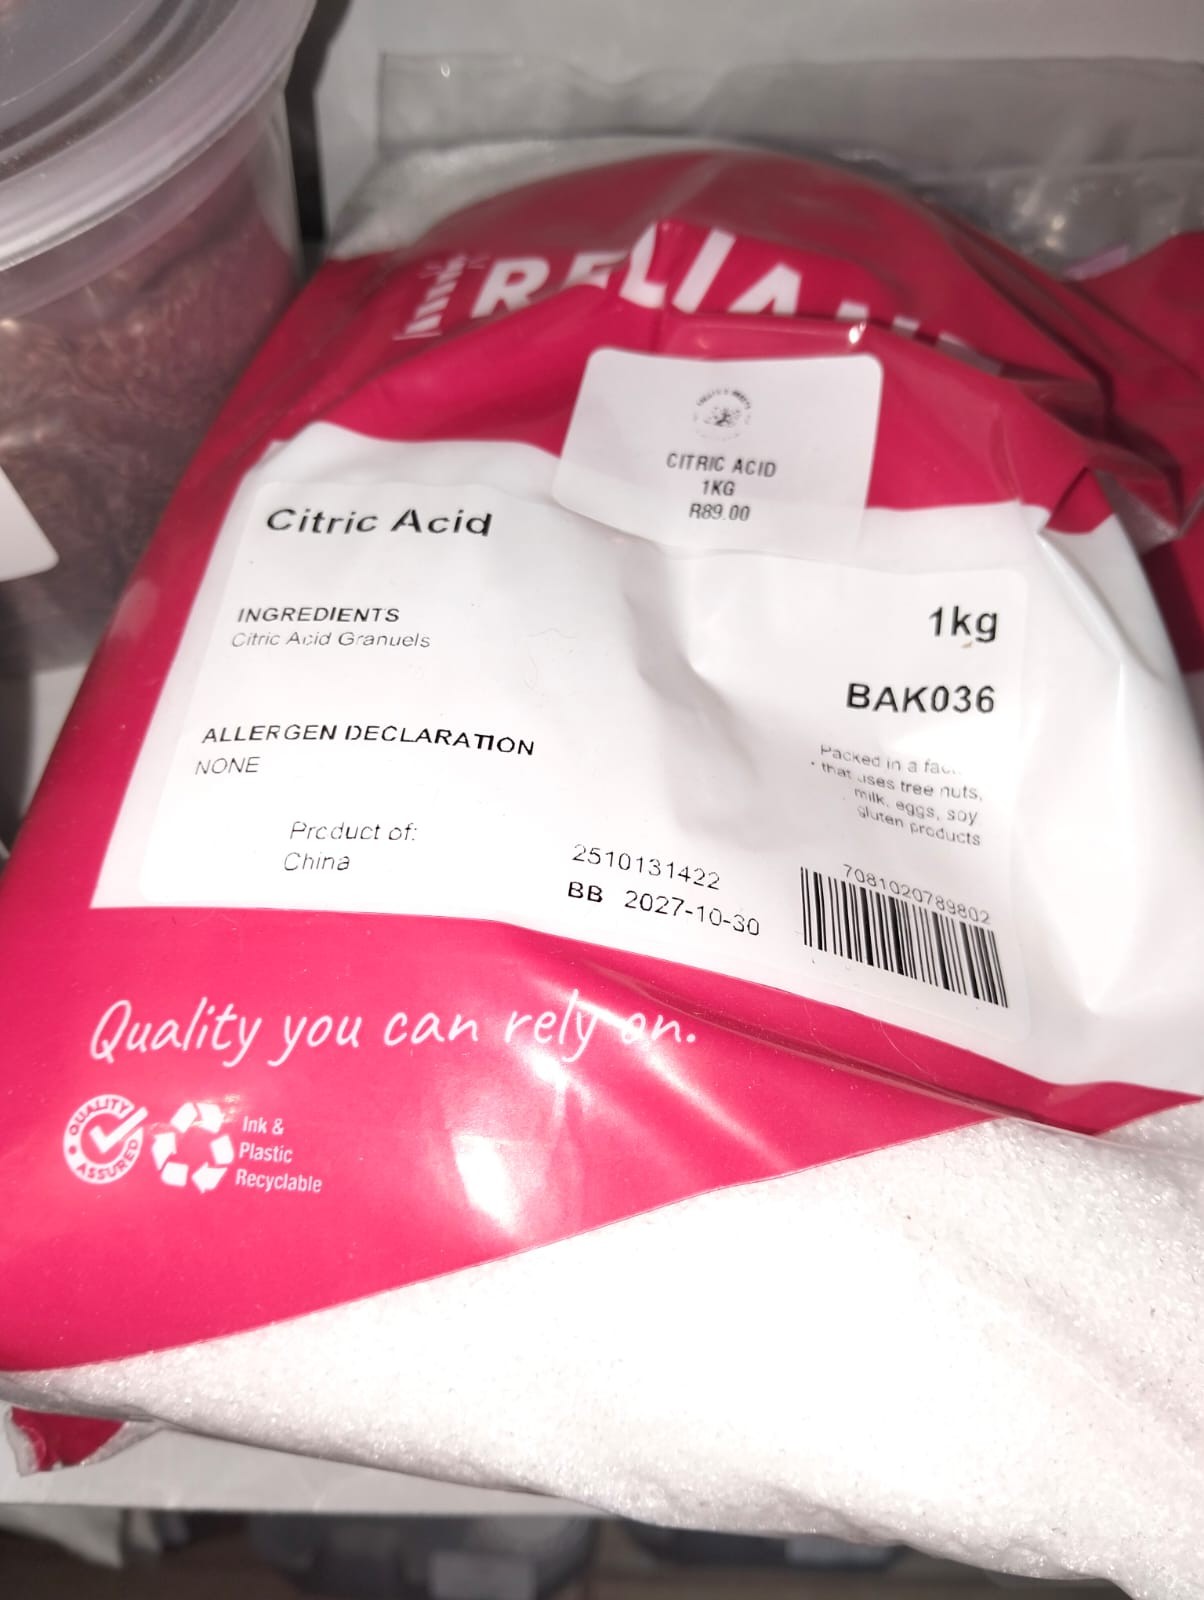 CITRIC ACID
1KG
R89.00
Citric Acid
INGREDIENTS
Citric Acid Granuels
1kg
BAK036
ALLERGEN DECLARATION
NONE
Packed in a
that uses tree nuts,
milk, eggs, soy
gluten products
Product of:
China
2510131422
BB 2027-10-30
7081020789802
Quality you can rely on.
QUALITY
ASSURED
Ink &
Plastic
Recyclable